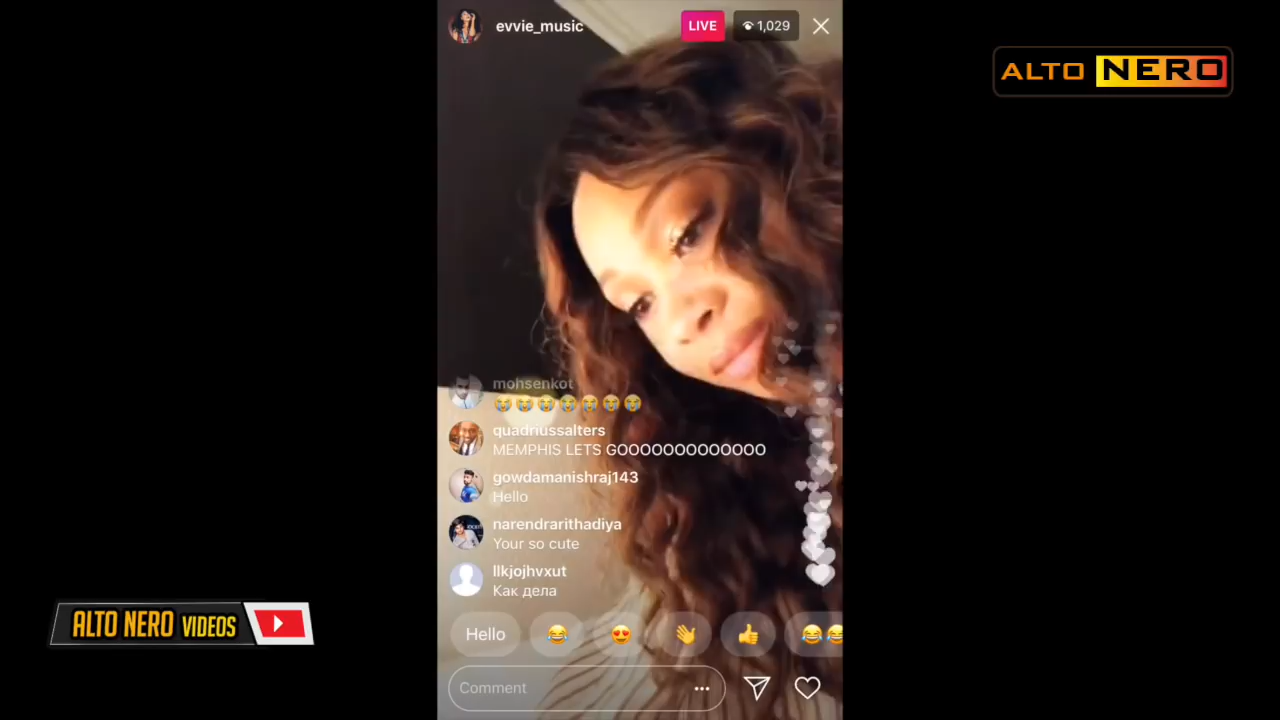 evvie_music
LIVE
1,029
ALTO NERO
mohsenkot
😭😭😭😭😭😭😭
quadriussalters
MEMPHIS LETS GOOOOOOOOOOOOO
gowdamanishraj143
Hello
narendrarithadiya
Your so cute
llkjojhvxut
Как дела
ALTO NERO VIDEOS
Hello
Comment